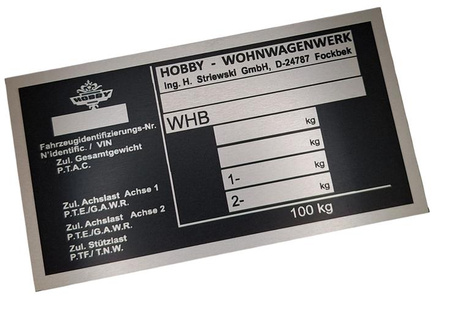 HOBBY
HOBBY - WOHNWAGENWERK
Ing. H. Striewski GmbH, D-24787 Fockbek
Fahrzeugidentifizierungs-Nr.
N°identific. / VIN
WHB
Zul. Gesamtgewicht
P.T.A.C.
kg
kg
Zul. Achslast Achse 1
P.T.E./G.A.W.R.
1-
kg
Zul. Achslast Achse 2
P.T.E./G.A.W.R.
2-
kg
Zul. Stützlast
PTF./ T.N.W.
100 kg